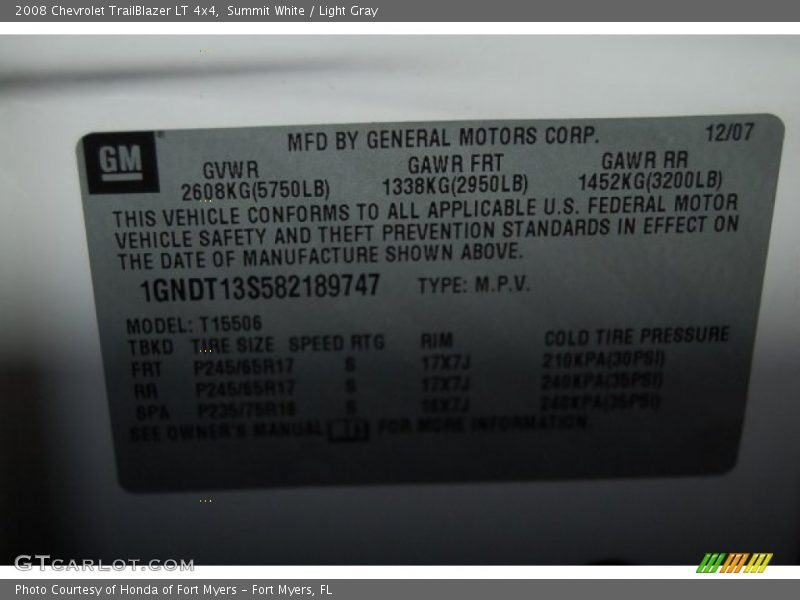 2008 Chevrolet TrailBlazer LT 4x4,  Summit White / Light Gray
MFD BY GENERAL MOTORS CORP. 12/07
GM
GVWR GAWR FRT GAWR RR
2608KG(5750LB) 1338KG(2950LB) 1452KG(3200LB)
THIS VEHICLE CONFORMS TO ALL APPLICABLE U.S. FEDERAL MOTOR
VEHICLE SAFETY AND THEFT PREVENTION STANDARDS IN EFFECT ON
THE DATE OF MANUFACTURE SHOWN ABOVE.
1GNDT13S582189747 TYPE: M.P.V.
MODEL: T15506
TBKD TIRE SIZE SPEED RTG RIM COLD TIRE PRESSURE
FRT P245/65R17 S 17X7J 210KPA(30PSI)
RR P245/65R17 S 17X7J 240KPA(35PSI)
SPA P235/75R16 S 16X7J 240KPA(35PSI)
SEE OWNER'S MANUAL FOR MORE INFORMATION.
GTcarlot.com
Photo Courtesy of Honda of Fort Myers - Fort Myers, FL